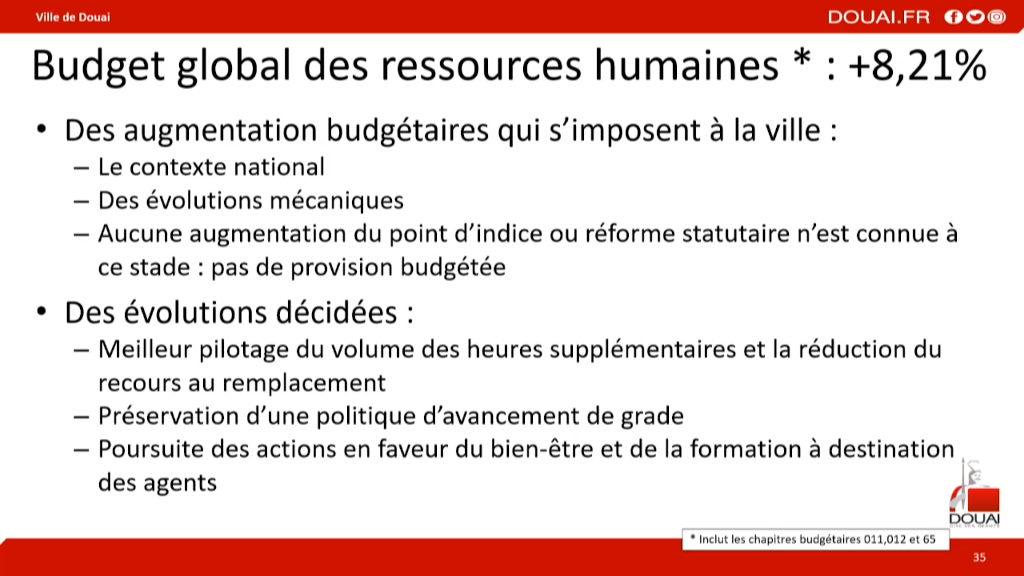 Ville de Douai
DOUAI.FR
Budget global des ressources humaines * : +8,21%
• Des augmentation budgétaires qui s’imposent à la ville :
– Le contexte national
– Des évolutions mécaniques
– Aucune augmentation du point d’indice ou réforme statutaire n’est connue à
ce stade : pas de provision budgétée
• Des évolutions décidées :
– Meilleur pilotage du volume des heures supplémentaires et la réduction du
recours au remplacement
– Préservation d’une politique d’avancement de grade
– Poursuite des actions en faveur du bien-être et de la formation à destination
des agents
DOUAI
* Inclut les chapitres budgétaires 011,012 et 65
35